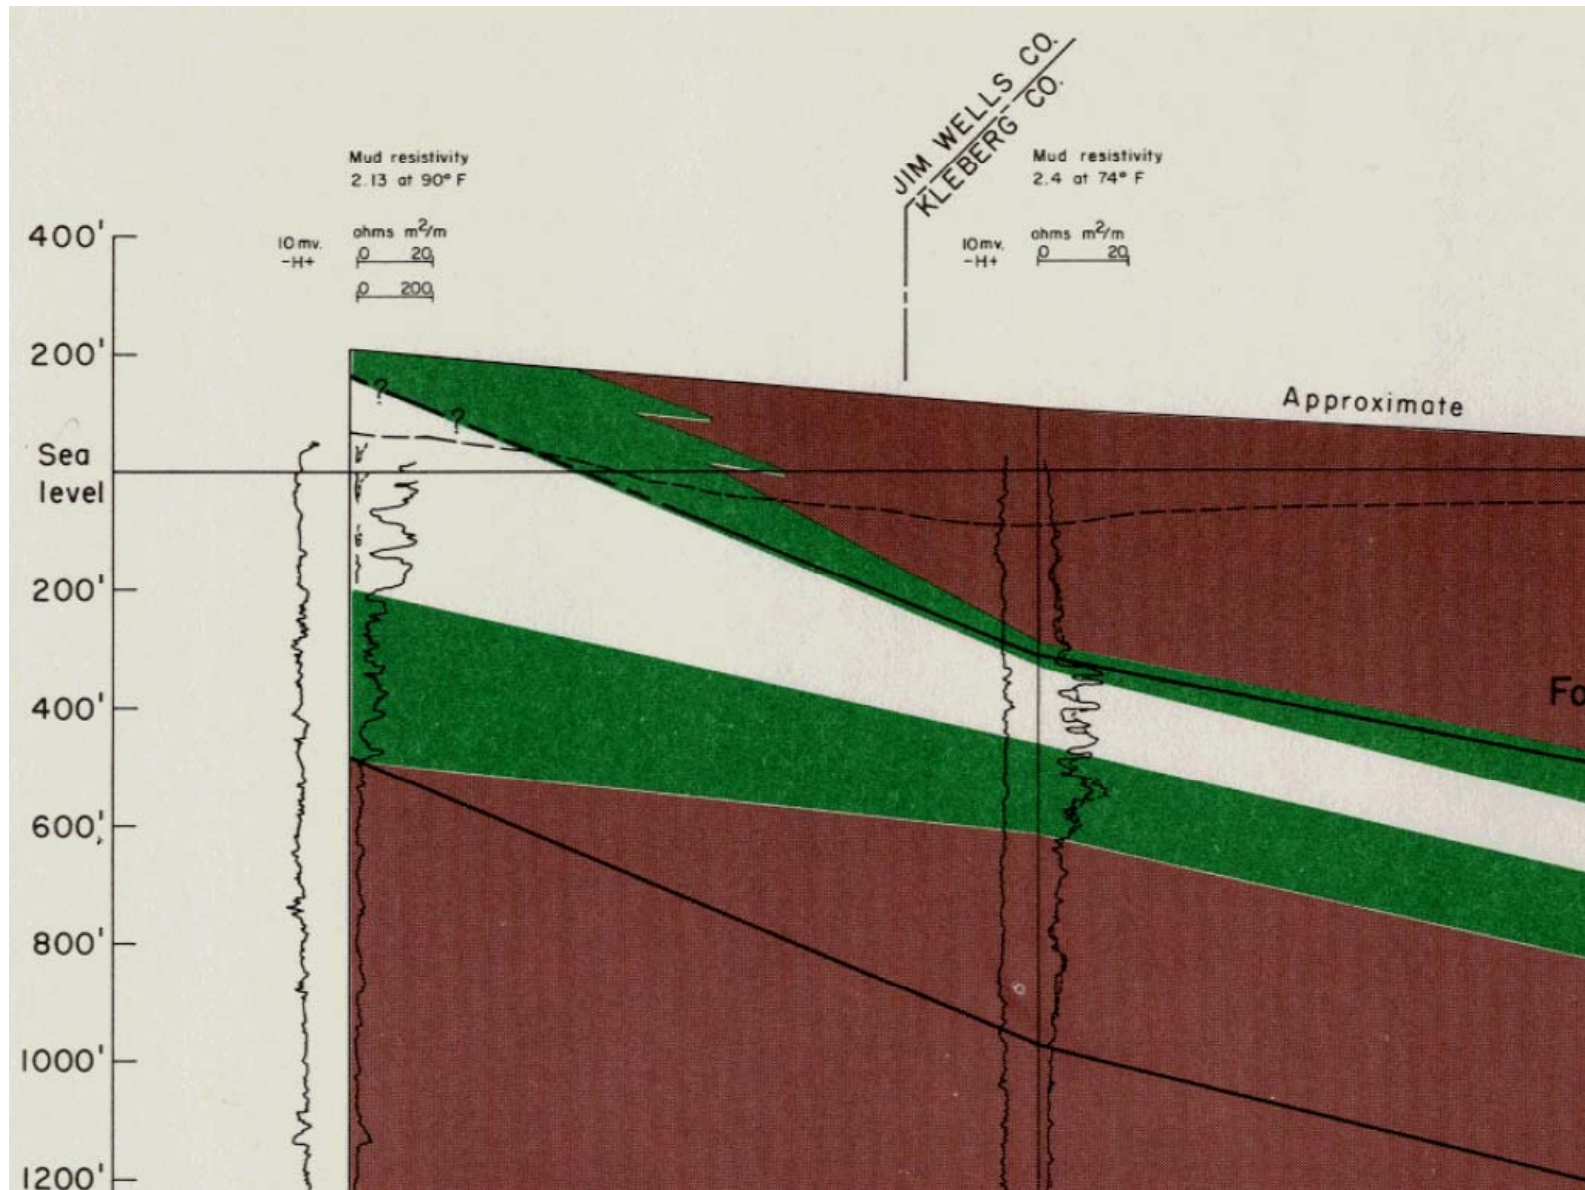 JIM WELLS CO.
KLEBERG CO.
Mud resistivity
2.13 at 90° F
Mud resistivity
2.4 at 74° F
ohms m²/m
0 20
0 200
10 mv.
-H+
ohms m²/m
0 20
10 mv.
-H+
400'
200'
Sea
level
200'
400'
600'
800'
1000'
1200'
?
?
Approximate
Fo